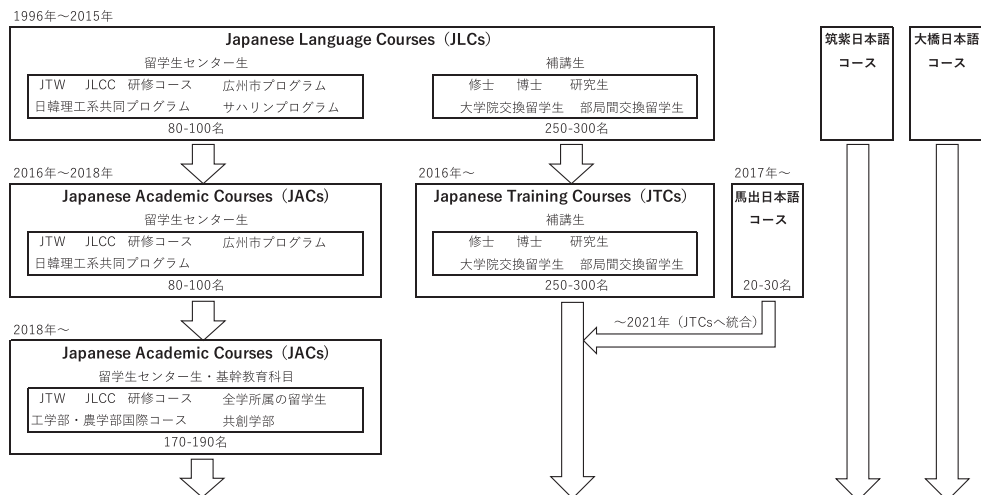 1996年～2015年
Japanese Language Courses（JLCs）
留学生センター生
JTW JLCC 研修コース 広州市プログラム
日韓理工系共同プログラム サハリンプログラム
80-100名
補講生
修士 博士 研究生
大学院交換留学生 部局間交換留学生
250-300名
筑紫日本語
コース
大橋日本語
コース
2016年～2018年
Japanese Academic Courses（JACs）
留学生センター生
JTW JLCC 研修コース 広州市プログラム
日韓理工系共同プログラム
80-100名
2016年～
Japanese Training Courses（JTCs）
補講生
修士 博士 研究生
大学院交換留学生 部局間交換留学生
250-300名
2017年～
馬出日本語
コース
20-30名
～2021年（JTCsへ統合）
2018年～
Japanese Academic Courses（JACs）
留学生センター生・基幹教育科目
JTW JLCC 研修コース 全学所属の留学生
工学部・農学部国際コース 共創学部
170-190名